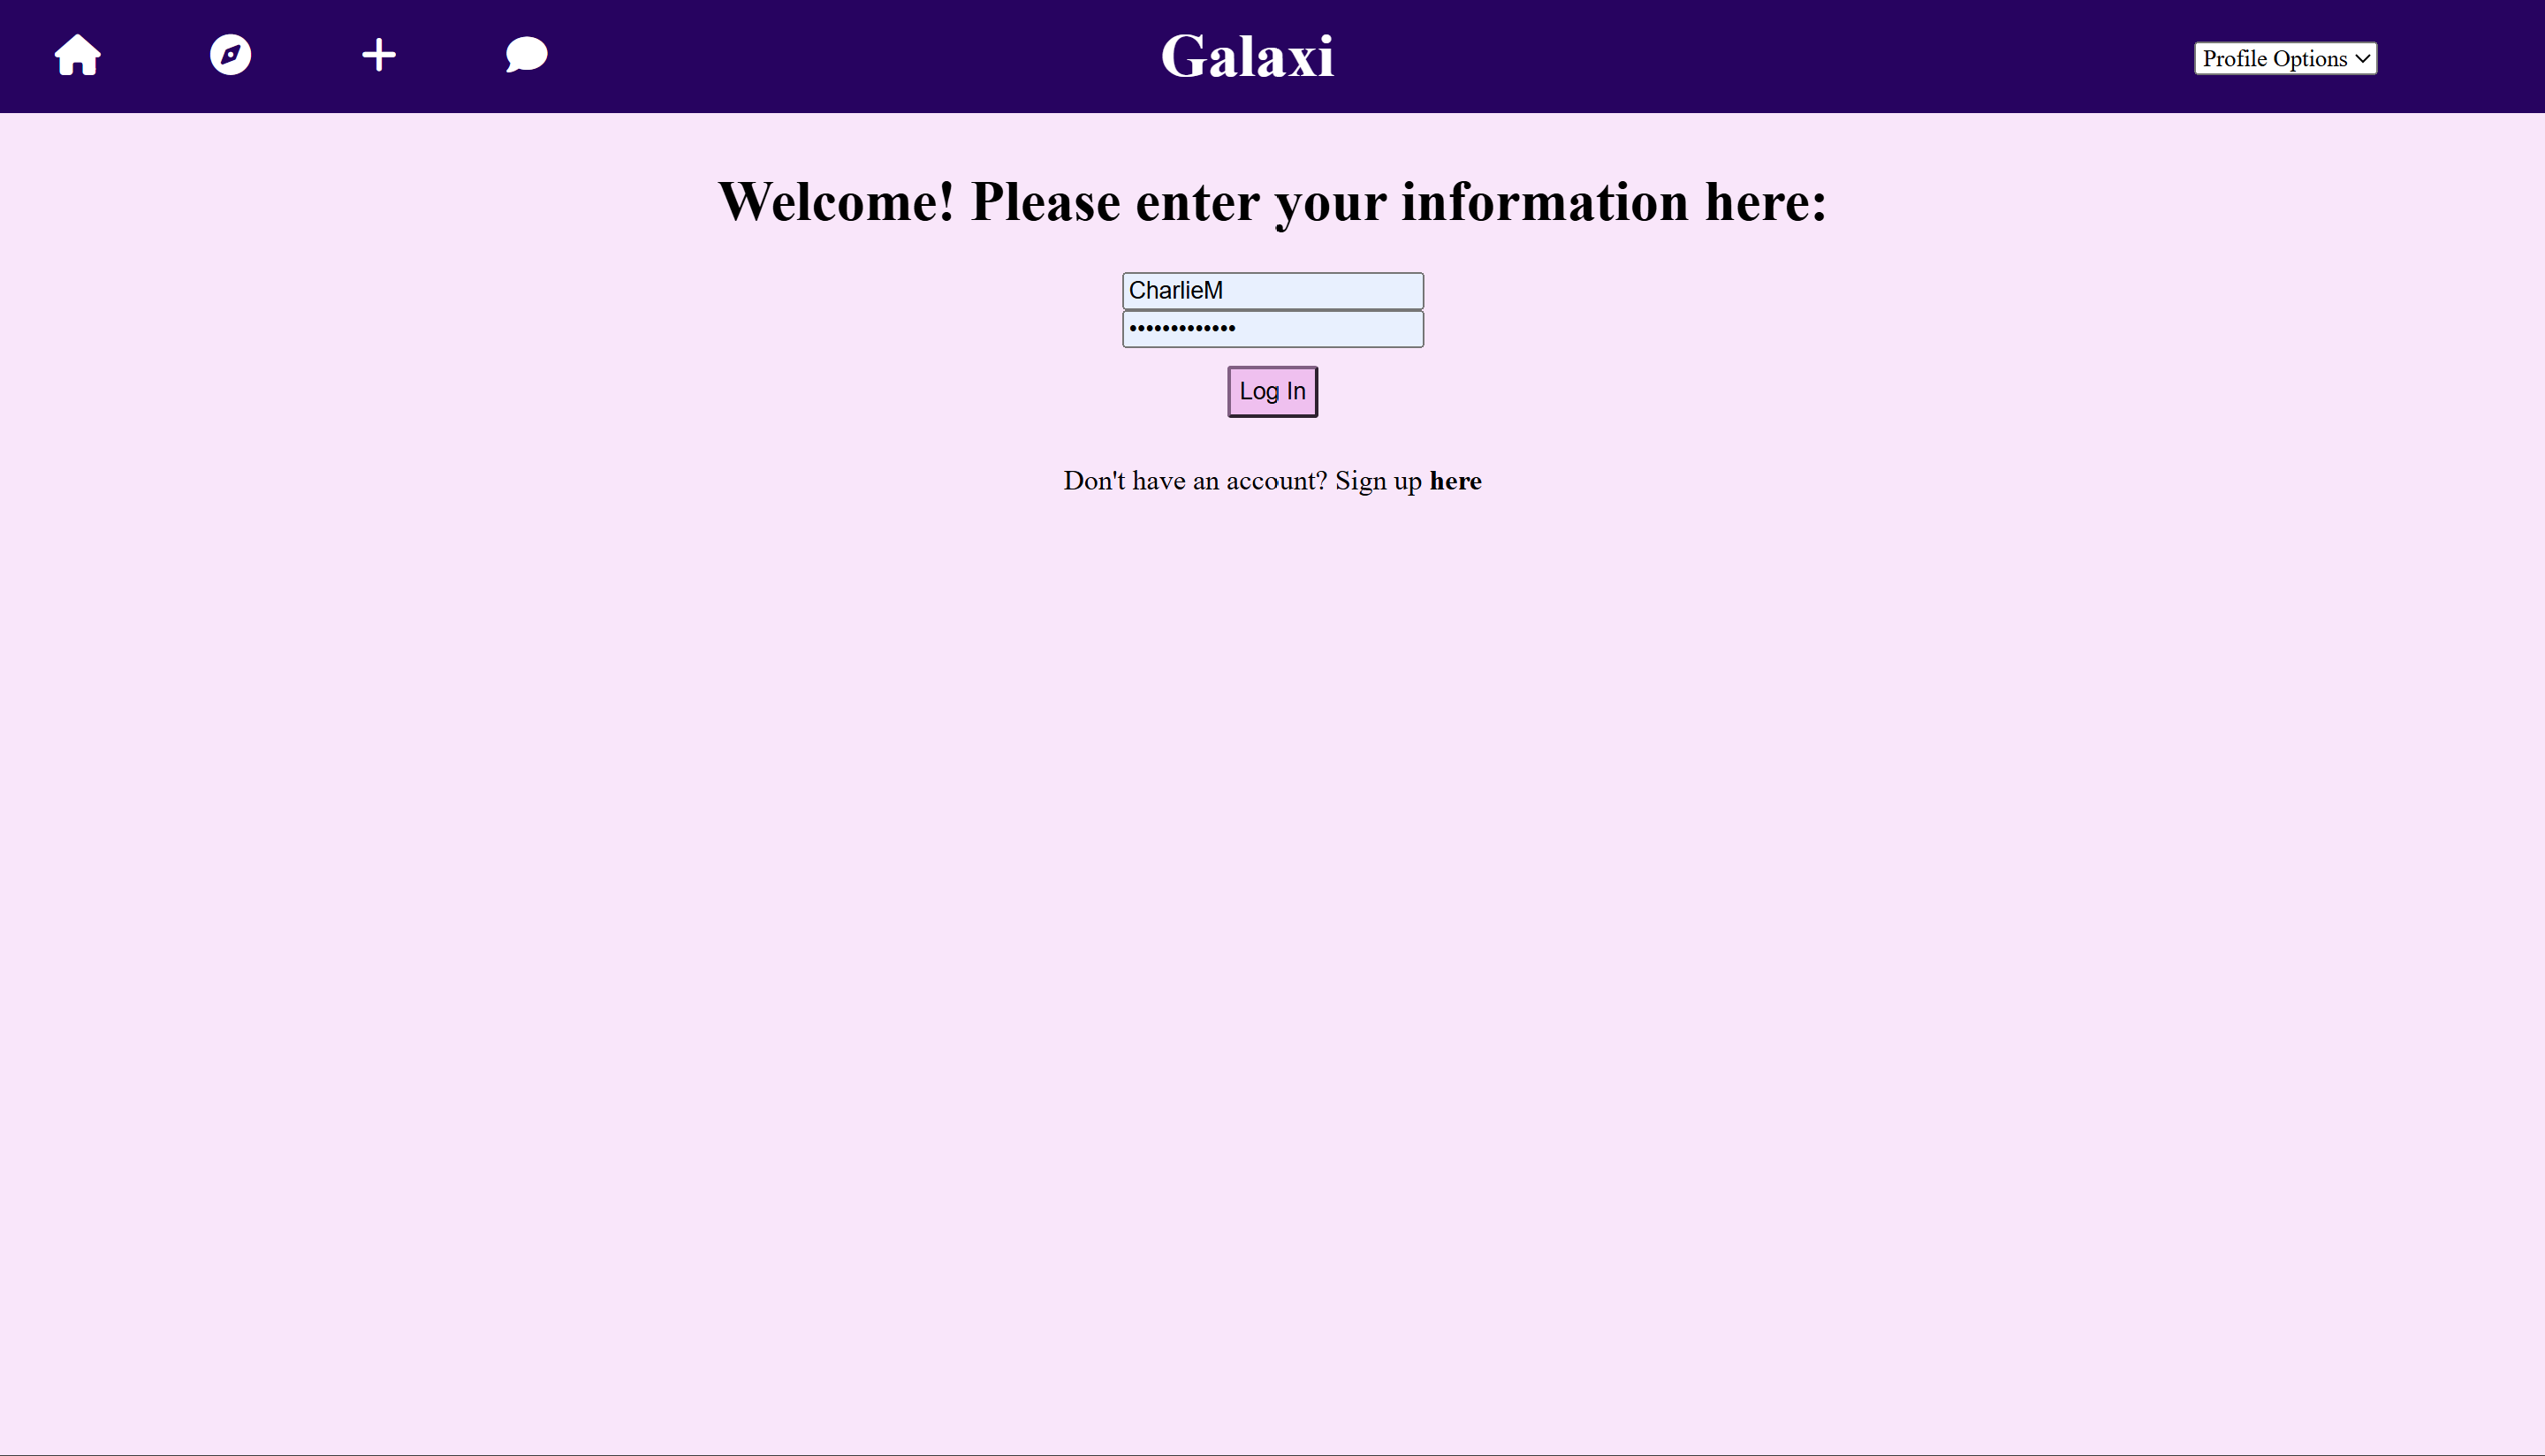 Galaxi
Profile Options
Welcome! Please enter your information here:
CharlieM
•••••••••••••
Log In
Don't have an account? Sign up here